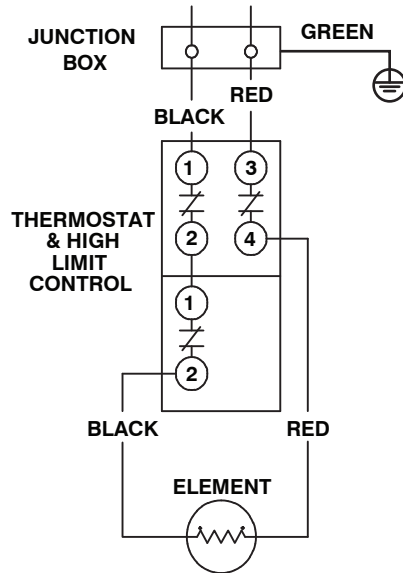 JUNCTION
BOX
GREEN
RED
BLACK
1
3
THERMOSTAT
& HIGH
LIMIT
CONTROL
2
4
1
2
BLACK
RED
ELEMENT